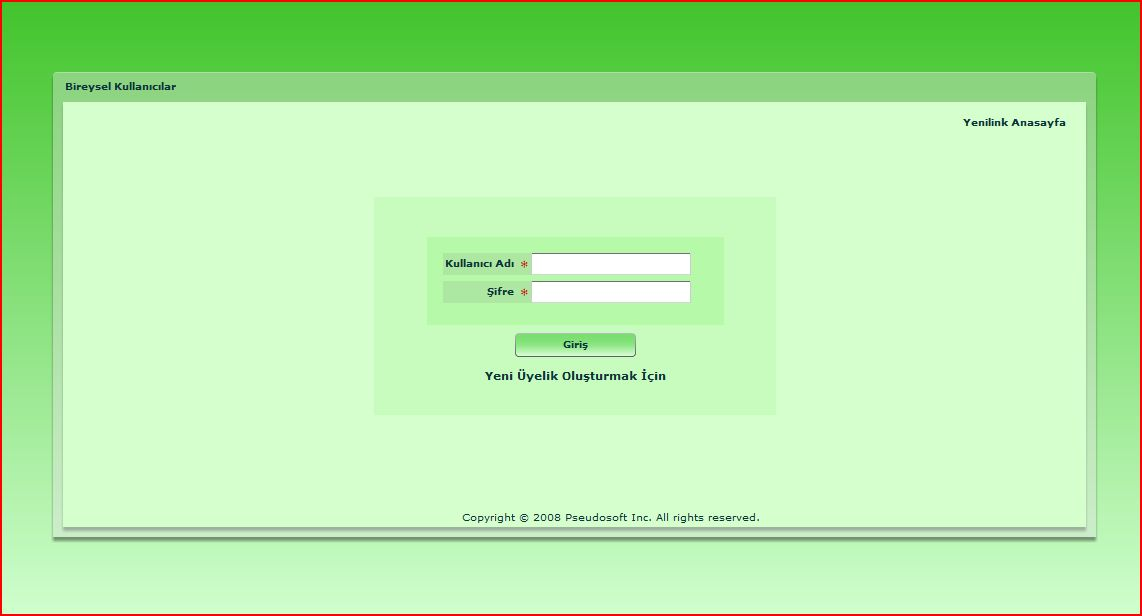 Bireysel Kullanıcılar
Yenilink Anasayfa
Kullanıcı Adı *
Şifre *
Giriş
Yeni Üyelik Oluşturmak İçin
Copyright © 2008 Pseudosoft Inc. All rights reserved.